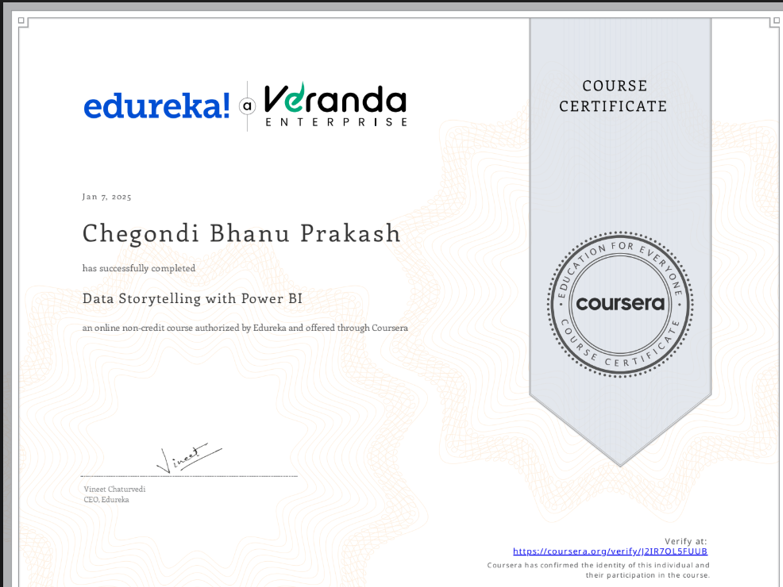 edureka! a Veranda
ENTERPRISE
COURSE
CERTIFICATE
Jan 7, 2025
Chegondi Bhanu Prakash
has successfully completed
Data Storytelling with Power BI
an online non-credit course authorized by Edureka and offered through Coursera
EDUCATION FOR EVERYONE
coursera
COURSE CERTIFICATE
Vineet
Vineet Chaturvedi
CEO, Edureka
Verify at:
https://coursera.org/verify/J2IR7OL5FUUB
Coursera has confirmed the identity of this individual and
their participation in the course.